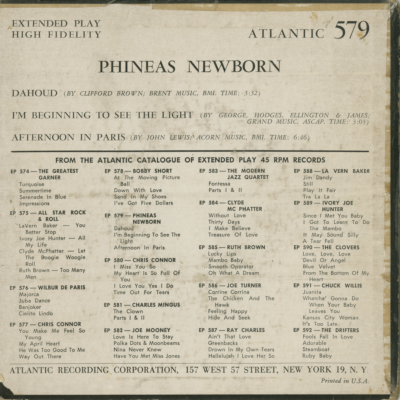 EXTENDED PLAY
HIGH FIDELITY
ATLANTIC 579
PHINEAS NEWBORN
DAHOUD (BY CLIFFORD BROWN; BRENT MUSIC, BMI. TIME: 3:52)
I'M BEGINNING TO SEE THE LIGHT (BY GEORGE, HODGES, ELLINGTON & JAMES;
GRAND MUSIC, ASCAP. TIME: 3:03)
AFTERNOON IN PARIS (BY JOHN LEWIS; ACORN MUSIC, BMI. TIME: 6:46)
FROM THE ATLANTIC CATALOGUE OF EXTENDED PLAY 45 RPM RECORDS
EP 574—THE GREATEST
GARNER
Turquoise
Summertime
Serenade In Blue
Impressions
EP 575—ALL STAR ROCK
& ROLL
LaVern Baker — You
Better Stop
Ivory Joe Hunter — All
My Life
Clyde McPhatter — Let
The Boogie Woogie
Roll
Ruth Brown — Too Many
Men
EP 576—WILBUR DE PARIS
Majorca
Juba Dance
Banjoker
Carioto Linda
EP 577—CHRIS CONNOR
You Make Me Feel So
Young
My April Heart
He Was Too Good To Me
Way Out There
EP 578—BOBBY SHORT
At The Moving Picture
Ball
Down With Love
Sand In My Shoes
I've Got Five Dollars
EP 579—PHINEAS
NEWBORN
Dahoud
I'm Beginning To See The
Light
Afternoon In Paris
EP 580—CHRIS CONNOR
I Miss You So
My Heart Is So Full Of
You
I Love You Yes I Do
Time Out For Tears
EP 581—CHARLES MINGUS
The Clown
Parts I & II
EP 582—JOE MOONEY
Love Is Here To Stay
Polka Dots & Moonbeams
Nina Never Knew
Have You Met Miss Jones
EP 583—THE MODERN
JAZZ QUARTET
Fontessa
Parts I & II
EP 584—CLYDE
MC PHATTER
Without Love
Thirty Days
I Make Believe
Treasure Of Love
EP 585—RUTH BROWN
Lucky Lips
Mambo Baby
Smooth Operator
Oh What A Dream
EP 586—JOE TURNER
Corrine Corrina
The Chicken And The
Hawk
Feeling Happy
Hide And Seek
EP 587—RAY CHARLES
Ain't That Love
Greenbacks
Drown In My Own Tears
Hallelujah I Love Her So
EP 588—LA VERN BAKER
Jim Dandy
Still
Play It Fair
Tra La La
EP 589—IVORY JOE
HUNTER
Since I Met You Baby
I Got To Learn To Do
The Mambo
It May Sound Silly
A Tear Fell
EP 590—THE CLOVERS
Love, Love, Love
Devil Or Angel
Blue Velvet
From The Bottom Of My
Heart
EP 591—CHUCK WILLIS
Juanita
Whatcha' Gonna Do
When Your Baby
Leaves You
Kansas City Woman
It's Too Late
EP 592—THE DRIFTERS
Fools Fall In Love
Adorable
Steamboat
Ruby Baby
ATLANTIC RECORDING CORPORATION, 157 WEST 57 STREET, NEW YORK 19, N. Y
Printed in U.S.A.